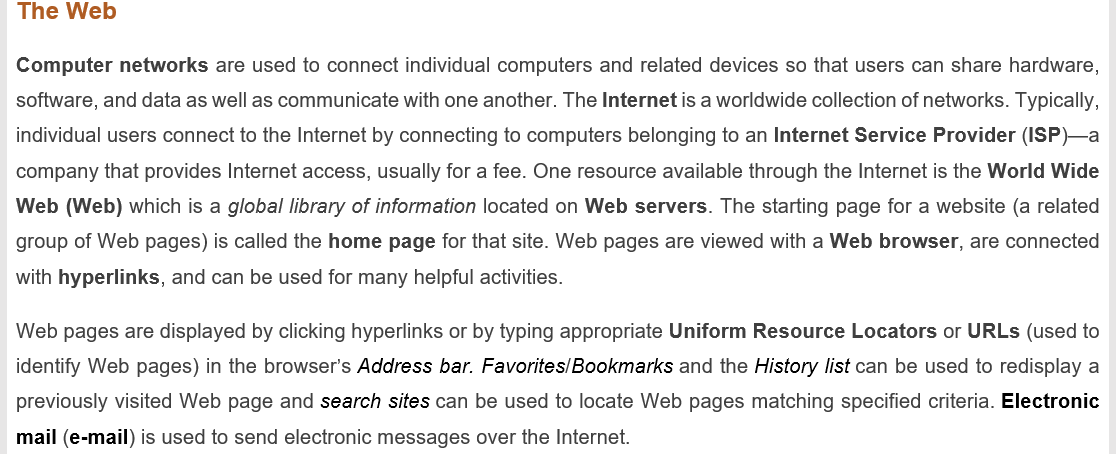 The Web
Computer networks are used to connect individual computers and related devices so that users can share hardware,
software, and data as well as communicate with one another. The Internet is a worldwide collection of networks. Typically,
individual users connect to the Internet by connecting to computers belonging to an Internet Service Provider (ISP)—a
company that provides Internet access, usually for a fee. One resource available through the Internet is the World Wide
Web (Web) which is a global library of information located on Web servers. The starting page for a website (a related
group of Web pages) is called the home page for that site. Web pages are viewed with a Web browser, are connected
with hyperlinks, and can be used for many helpful activities.
Web pages are displayed by clicking hyperlinks or by typing appropriate Uniform Resource Locators or URLs (used to
identify Web pages) in the browser’s Address bar. Favorites/Bookmarks and the History list can be used to redisplay a
previously visited Web page and search sites can be used to locate Web pages matching specified criteria. Electronic
mail (e-mail) is used to send electronic messages over the Internet.